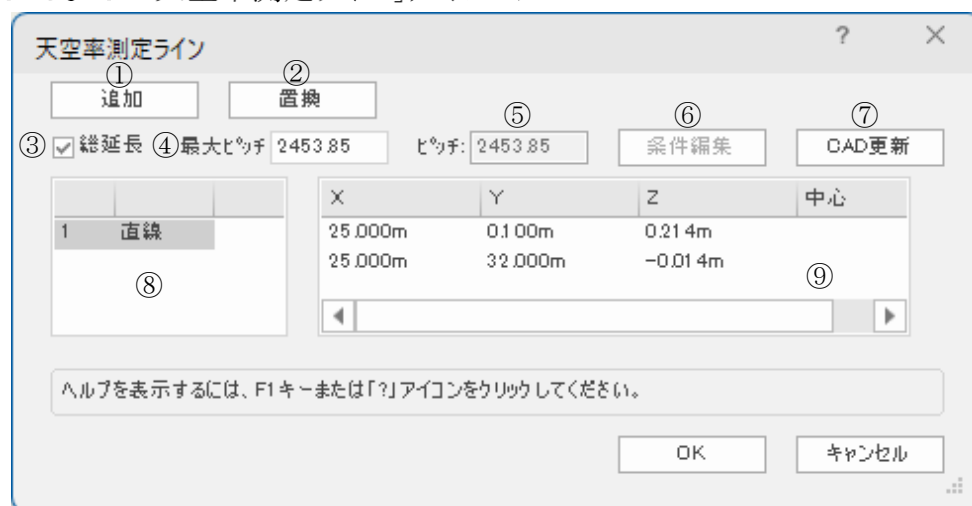 天空率測定ライン ? ×
① ②
追加 置換
⑤ ⑥ ⑦
③ 総延長 ④最大ピッチ 2453.85 ピッチ: 2453.85 条件編集 CAD更新
X Y Z 中心
1 直線 25.000m 0.100m 0.214m
25.000m 32.000m -0.014m
⑧ ⑨
ヘルプを表示するには、F1キーまたは「?」アイコンをクリックしてください。
OK キャンセル